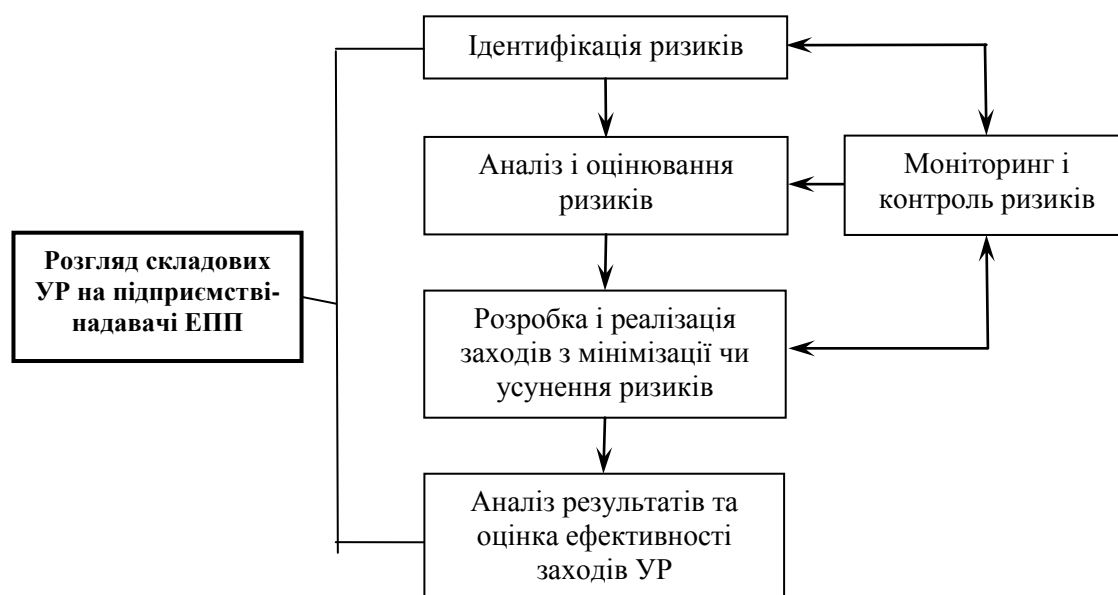 Ідентифікація ризиків
Аналіз і оцінювання
ризиків
Моніторинг і
контроль ризиків
Розгляд складових
УР на підприємстві-
надавачі ЕПП
Розробка і реалізація
заходів з мінімізації чи
усунення ризиків
Аналіз результатів та
оцінка ефективності
заходів УР